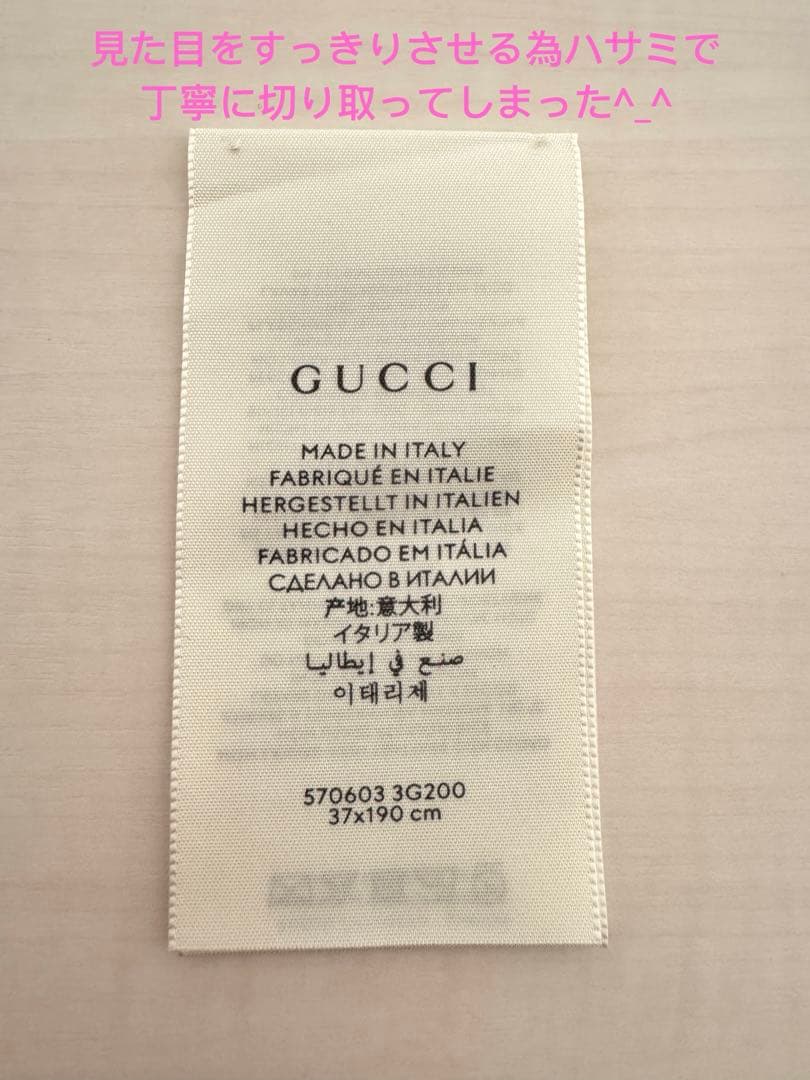 見た目をすっきりさせる為ハサミで
丁寧に切り取ってしまった^_^
GUCCI
MADE IN ITALY
FABRIQUÉ EN ITALIE
HERGESTELLT IN ITALIEN
HECHO EN ITALIA
FABRICADO EM ITÁLIA
СДЕЛАНО В ИТАЛИИ
产地:意大利
イタリア製
صنع في إيطاليا
이태리제
570603 3G200
37x190 cm